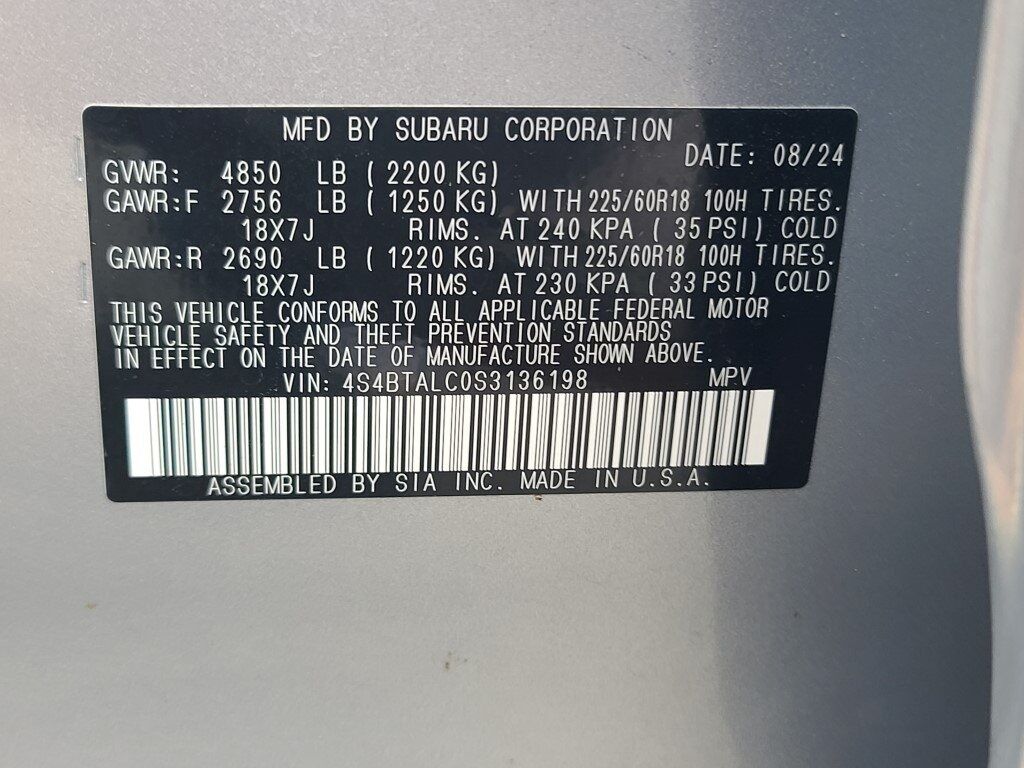 MFD BY SUBARU CORPORATION
DATE: 08/24
GVWR: 4850 LB ( 2200 KG)
GAWR:F 2756 LB ( 1250 KG) WITH 225/60R18 100H TIRES.
18X7J RIMS. AT 240 KPA ( 35 PSI) COLD
GAWR:R 2690 LB ( 1220 KG) WITH 225/60R18 100H TIRES.
18X7J RIMS. AT 230 KPA ( 33 PSI) COLD
THIS VEHICLE CONFORMS TO ALL APPLICABLE FEDERAL MOTOR
VEHICLE SAFETY AND THEFT PREVENTION STANDARDS
IN EFFECT ON THE DATE OF MANUFACTURE SHOWN ABOVE.
VIN: 4S4BTALC0S3136198 MPV
ASSEMBLED BY SIA INC. MADE IN U.S.A.